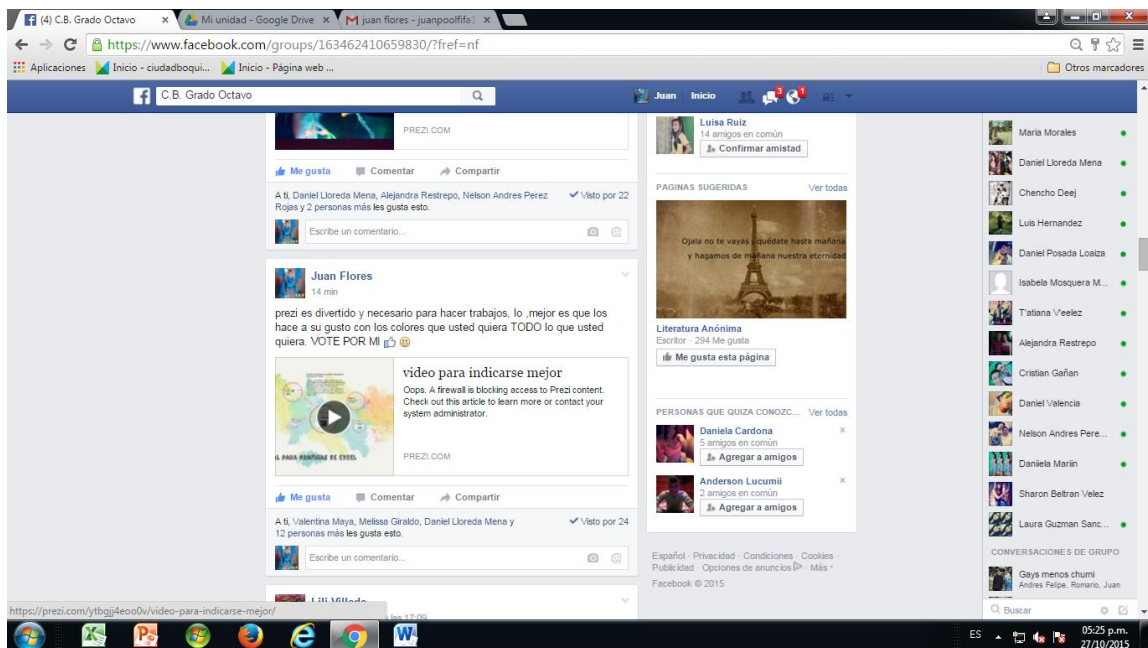 (4) C.B. Grado Octavo
Mi unidad - Google Drive
juan flores - juanpoolfifa1
https://www.facebook.com/groups/163462410659830/?fref=nf
Aplicaciones
Inicio - ciudadboqui...
Inicio - Página web ...
Otros marcadores
C.B. Grado Octavo
Juan Inicio
3
1
PREZI.COM
Me gusta Comentar Compartir
A ti, Daniel Lloreda Mena, Alejandra Restrepo, Nelson Andres Perez
Rojas y 2 personas más les gusta esto.
Visto por 22
Escribe un comentario...
Juan Flores
14 min
prezi es divertido y necesario para hacer trabajos, lo ,mejor es que los
hace a su gusto con los colores que usted quiera TODO lo que usted
quiera. VOTE POR MI
video para indicarse mejor
Oops. A firewall is blocking access to Prezi content.
Check out this article to learn more or contact your
system administrator.
PREZI.COM
Me gusta Comentar Compartir
A ti, Valentina Maya, Melissa Giraldo, Daniel Lloreda Mena y
12 personas más les gusta esto.
Visto por 24
Escribe un comentario...
las 17:09
Luisa Ruiz
14 amigos en común
Confirmar amistad
PAGINAS SUGERIDAS
Ver todas
Ojala no te vayas quédate hasta mañana
y hagamos de mañana nuestra eternidad
Literatura Anónima
Escritor · 294 Me gusta
Me gusta esta página
PERSONAS QUE QUIZA CONOZC...
Ver todas
Daniela Cardona
5 amigos en común
Agregar a amigos
Anderson Lucumii
2 amigos en común
Agregar a amigos
Español · Privacidad · Condiciones · Cookies ·
Publicidad · Opciones de anuncios · Más
Facebook © 2015
Maria Morales
Daniel Lloreda Mena
Chencho Deej
Luis Hernandez
Daniel Posada Loaiza
Isabela Mosquera M...
T'atiana V'eelez
Alejandra Restrepo
Cristian Gañan
Daniel Valencia
Nelson Andres Pere...
Daniiela Mariin
Sharon Beltran Velez
Laura Guzman Sanc...
CONVERSACIONES DE GRUPO
Gays menos chumi
Andres Felipe, Romario, Juan
Buscar
https://prezi.com/ytbgjj4eoo0v/video-para-indicarse-mejor/
ES
05:25 p.m.
27/10/2015